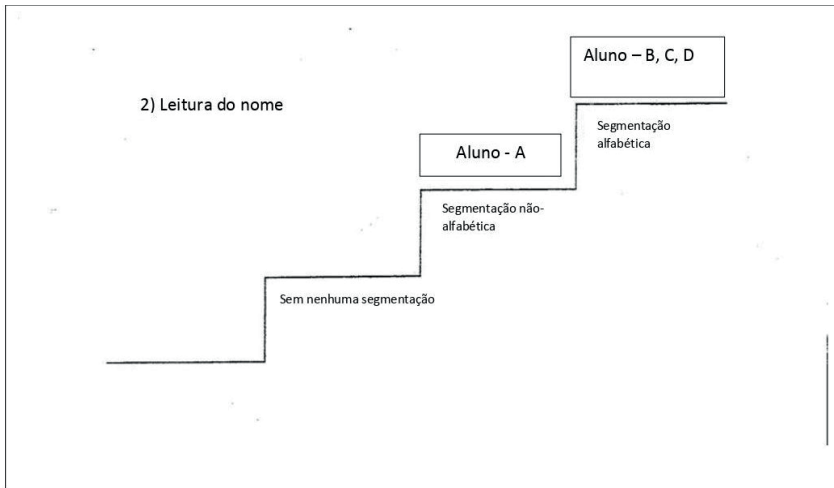 Aluno – B, C, D
2) Leitura do nome
Segmentação
alfabética
Aluno - A
Segmentação não-
alfabética
Sem nenhuma segmentação